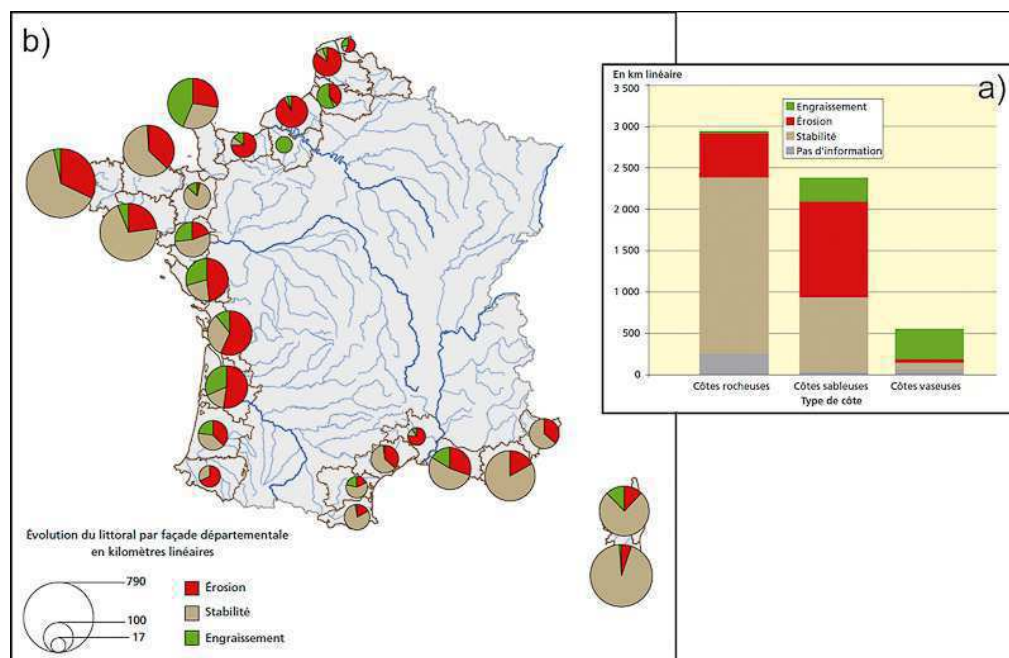 b)
Évolution du littoral par façade départementale
en kilomètres linéaires
790
100
17
Érosion
Stabilité
Engraissement
a)
En km linéaire
3 500
3 000
2 500
2 000
1 500
1 000
500
0
Engraissement
Érosion
Stabilité
Pas d'information
Côtes rocheuses
Côtes sableuses
Côtes vaseuses
Type de côte